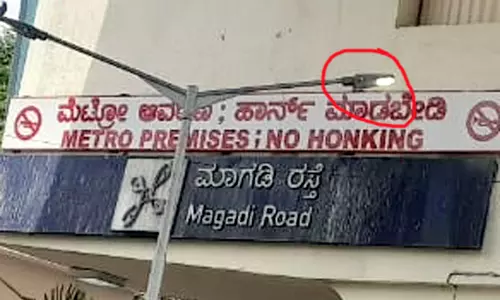 ಮೆಟ್ರೋ ಆವರಣ ; ಹಾರ್ನ್ ಮಾಡಬೇಡಿ
METRO PREMISES ; NO HONKING
ಮಾಗಡಿ ರಸ್ತೆ
Magadi Road